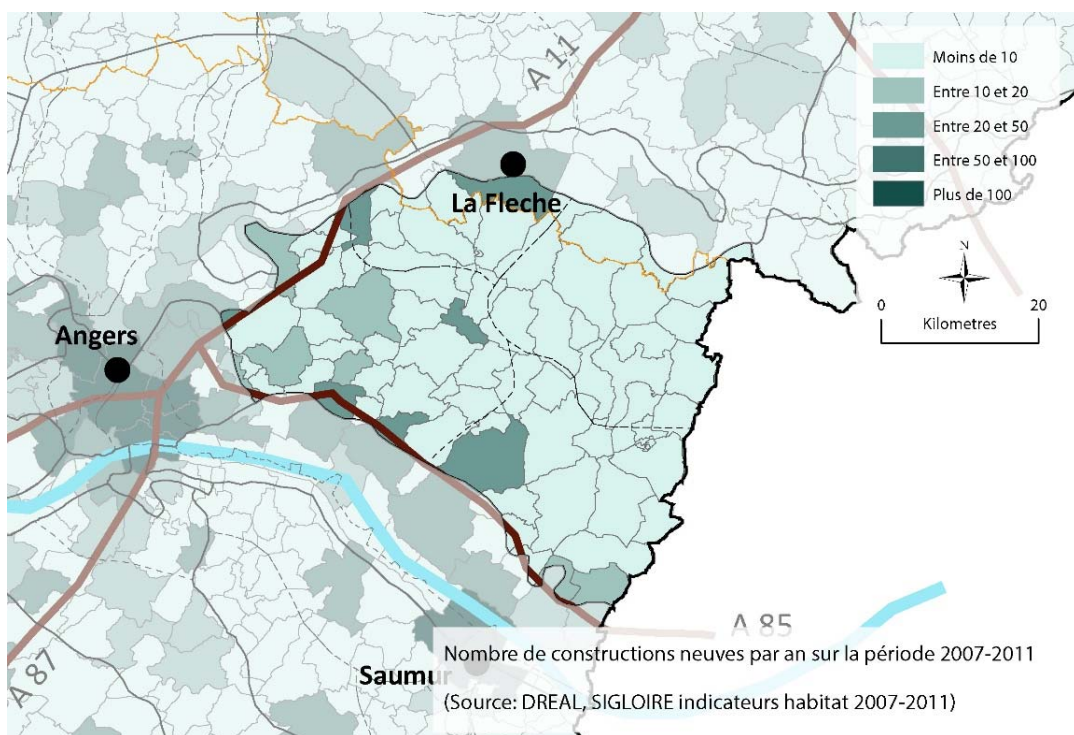 A 11
Moins de 10
Entre 10 et 20
Entre 20 et 50
Entre 50 et 100
Plus de 100
La Fleche
N
0 20
Kilometres
Angers
A 85
A 87
Saumur
Nombre de constructions neuves par an sur la période 2007-2011
(Source: DREAL, SIGLOIRE indicateurs habitat 2007-2011)